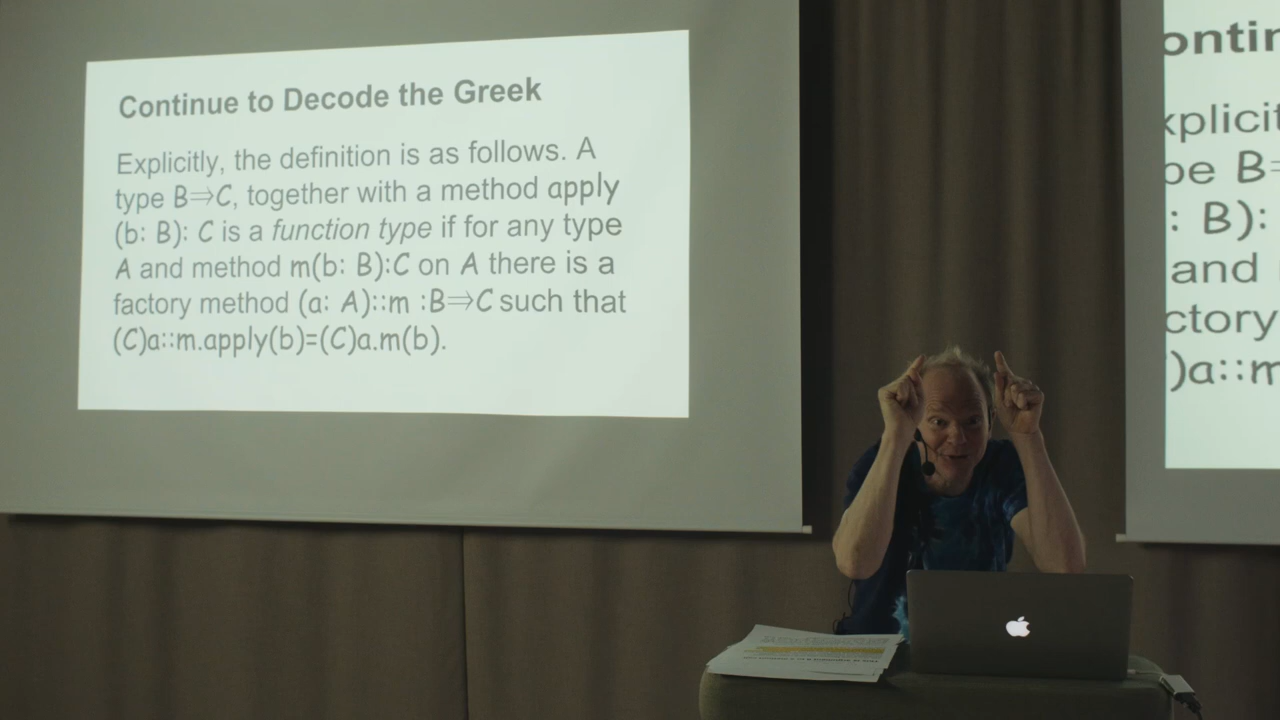 Continue to Decode the Greek
Explicitly, the definition is as follows. A
type B⇒C, together with a method apply
(b: B): C is a function type if for any type
A and method m(b: B):C on A there is a
factory method (a: A)::m :B⇒C such that
(C)a::m.apply(b)=(C)a.m(b).
ontin
xplicit
pe B=
: B):
and
ctory
)a::m